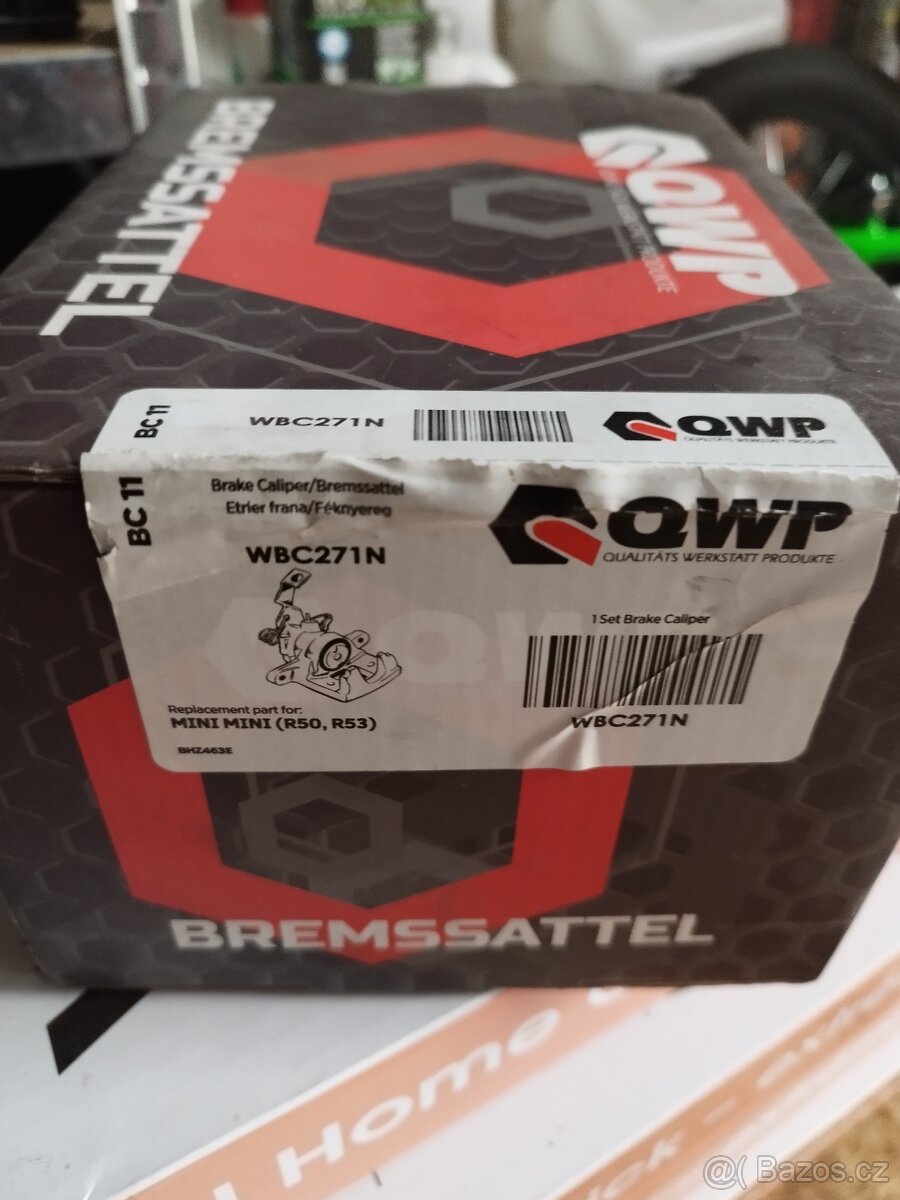 BREMSSATTEL
QWP
BC 11
WBC271N
QWP
QUALITÄTS WERKSTATT PRODUKTE
BC 11
Brake Caliper/Bremssattel
Etrier frana/Féknyereg
WBC271N
QWP
QUALITÄTS WERKSTATT PRODUKTE
1 Set Brake Caliper
WBC271N
Replacement part for:
MINI MINI (R50, R53)
BHZ463E
BREMSSATTEL
Home
@( Bazos.cz